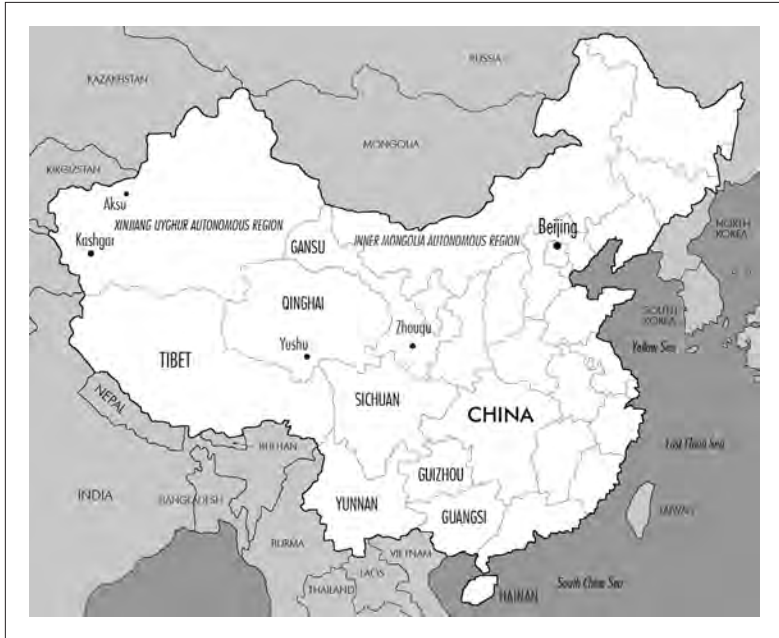 RUSSIA
KAZAKHSTAN
MONGOLIA
KIRGIZSTAN
Aksu
XINJIANG UYGHUR AUTONOMOUS REGION
Kashgar
GANSU
INNER MONGOLIA AUTONOMOUS REGION
Beijing
NORTH
KOREA
QINGHAI
Yushu
Zhouqu
SOUTH
KOREA
Yellow Sea
TIBET
SICHUAN
CHINA
NEPAL
BHUTAN
East China Sea
GUIZHOU
INDIA
BANGLADESH
YUNNAN
GUANGSI
TAIWAN
BURMA
VIETNAM
LAOS
THAILAND
HAINAN
South China Sea